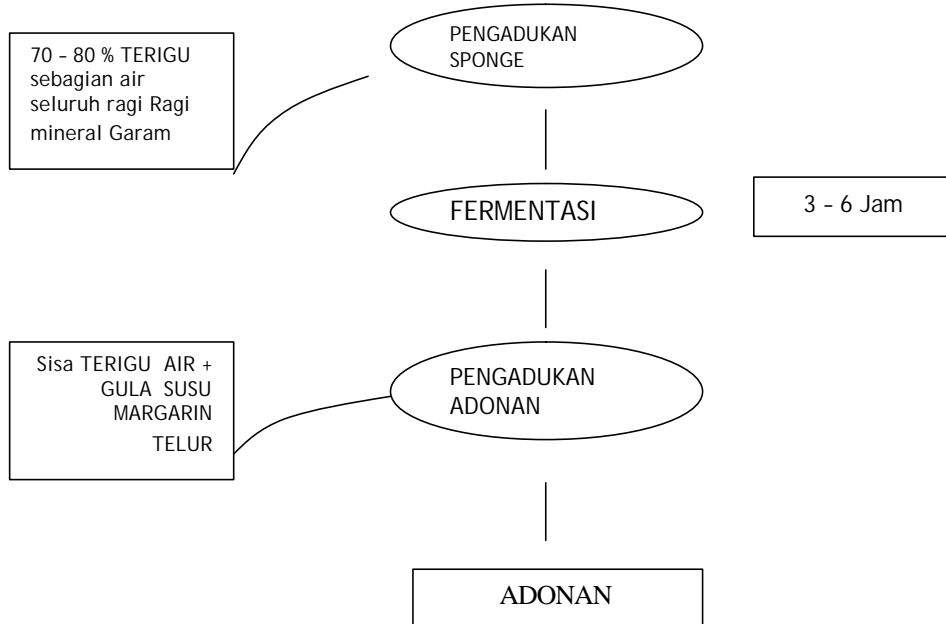 PENGADUKAN
SPONGE
70 - 80 % TERIGU
sebagian air
seluruh ragi Ragi
mineral Garam
FERMENTASI
3 - 6 Jam
Sisa TERIGU AIR +
GULA SUSU
MARGARIN
TELUR
PENGADUKAN
ADONAN
ADONAN